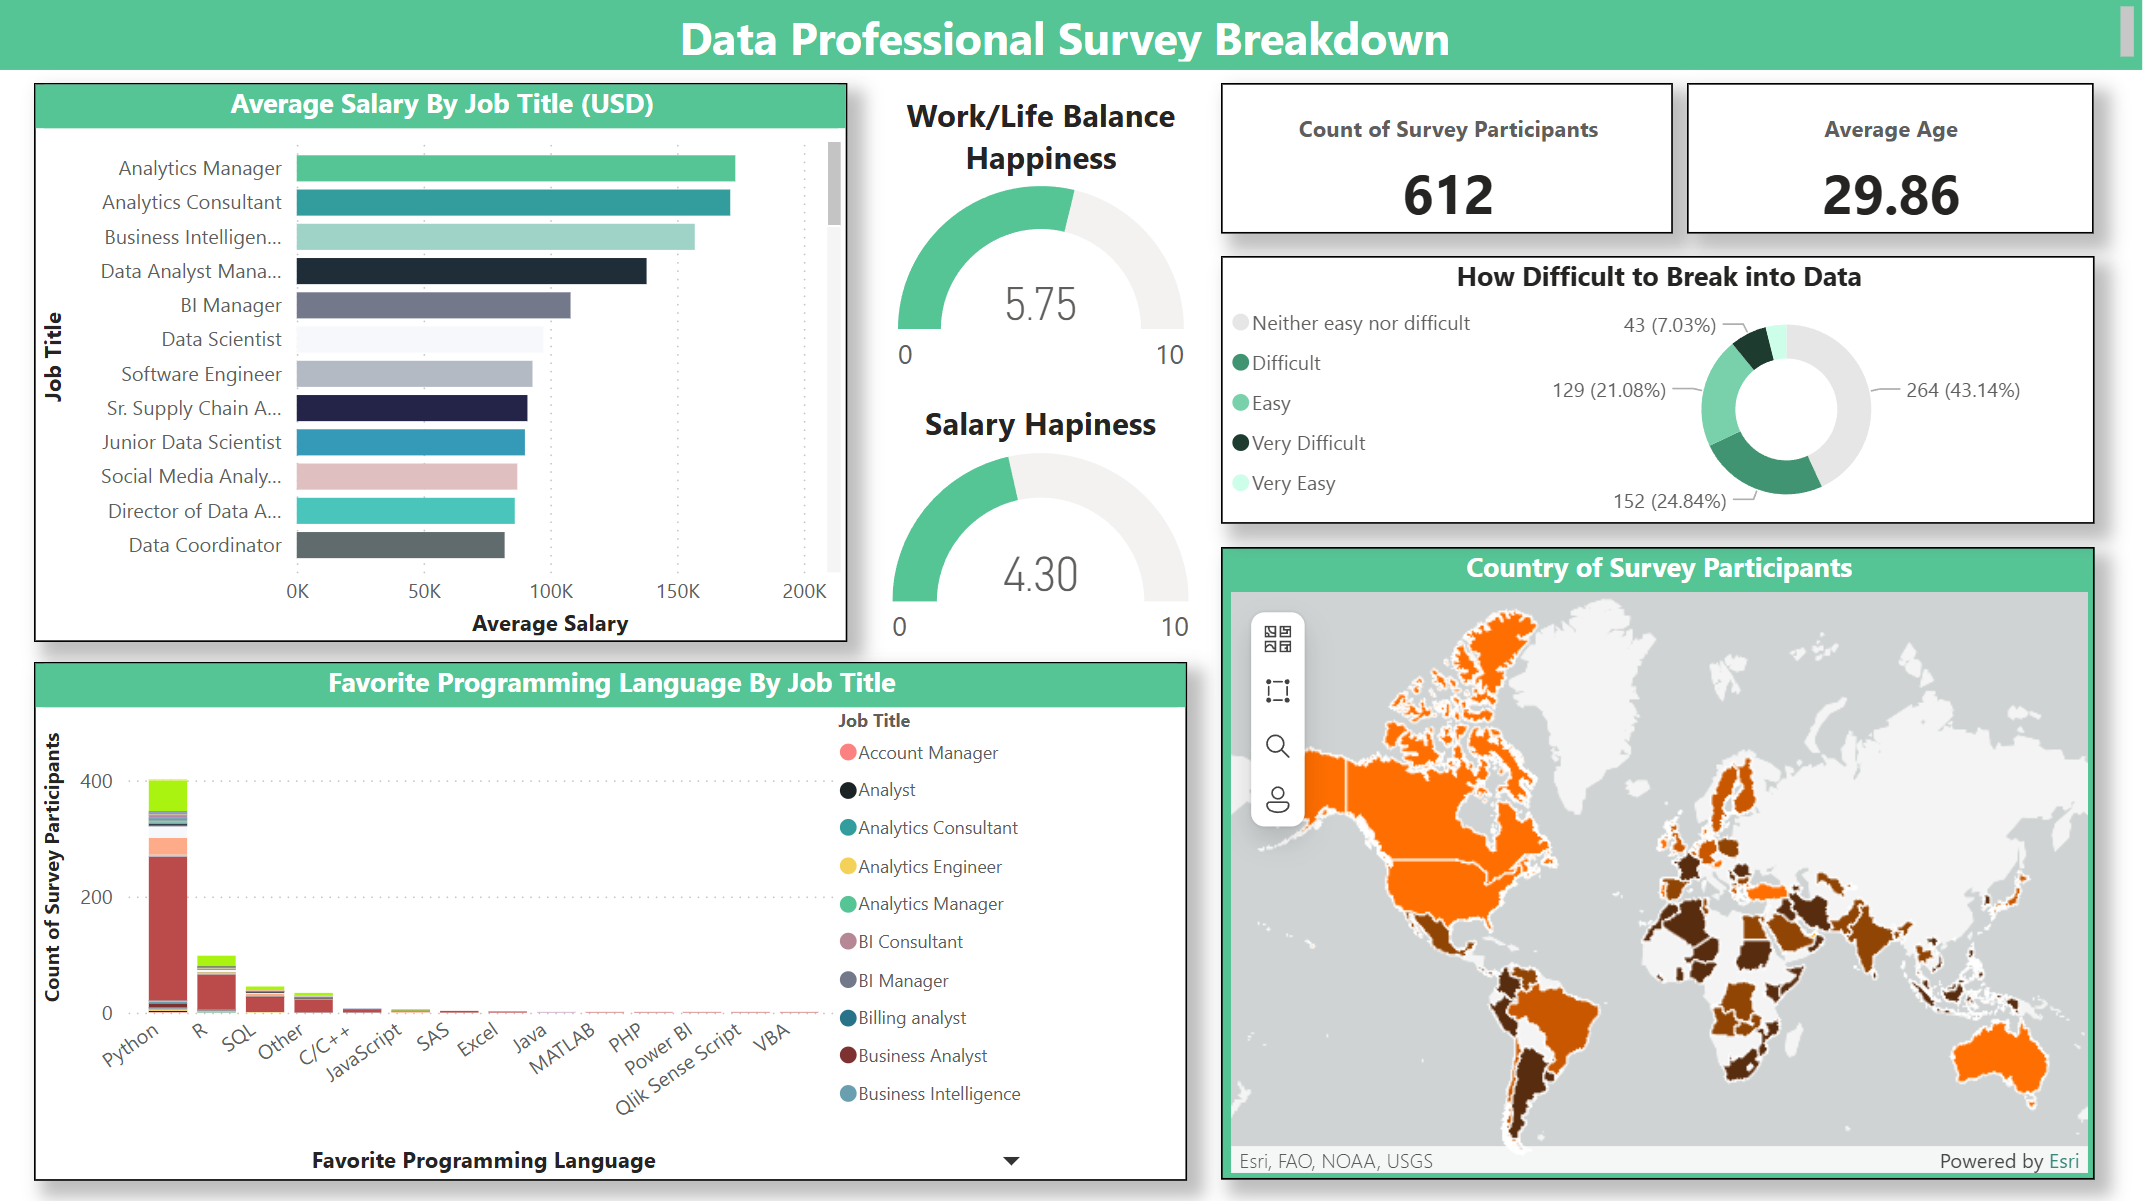 Data Professional Survey Breakdown
Average Salary By Job Title (USD)
Job Title
Analytics Manager
Analytics Consultant
Business Intelligen...
Data Analyst Mana...
BI Manager
Data Scientist
Software Engineer
Sr. Supply Chain A...
Junior Data Scientist
Social Media Analy...
Director of Data A...
Data Coordinator
0K 50K 100K 150K 200K
Average Salary
Work/Life Balance
Happiness
5.75
0 10
Salary Hapiness
4.30
0 10
Count of Survey Participants
612
Average Age
29.86
How Difficult to Break into Data
Neither easy nor difficult
Difficult
Easy
Very Difficult
Very Easy
43 (7.03%)
129 (21.08%)
264 (43.14%)
152 (24.84%)
Favorite Programming Language By Job Title
Count of Survey Participants
400
200
0
Python
R
SQL
Other
C/C++
JavaScript
SAS
Excel
Java
MATLAB
PHP
Power BI
Qlik Sense Script
VBA
Favorite Programming Language
Job Title
Account Manager
Analyst
Analytics Consultant
Analytics Engineer
Analytics Manager
BI Consultant
BI Manager
Billing analyst
Business Analyst
Business Intelligence
Country of Survey Participants
Esri, FAO, NOAA, USGS
Powered by Esri